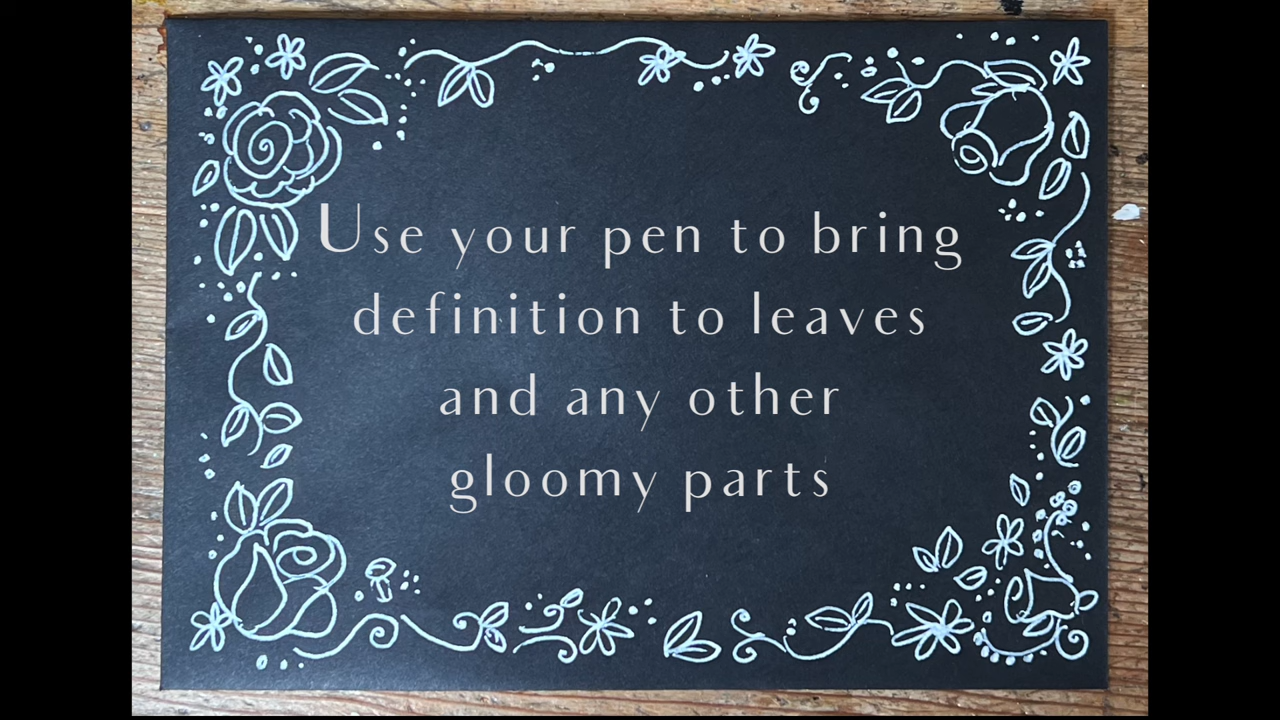 Use your pen to bring
definition to leaves
and any other
gloomy parts